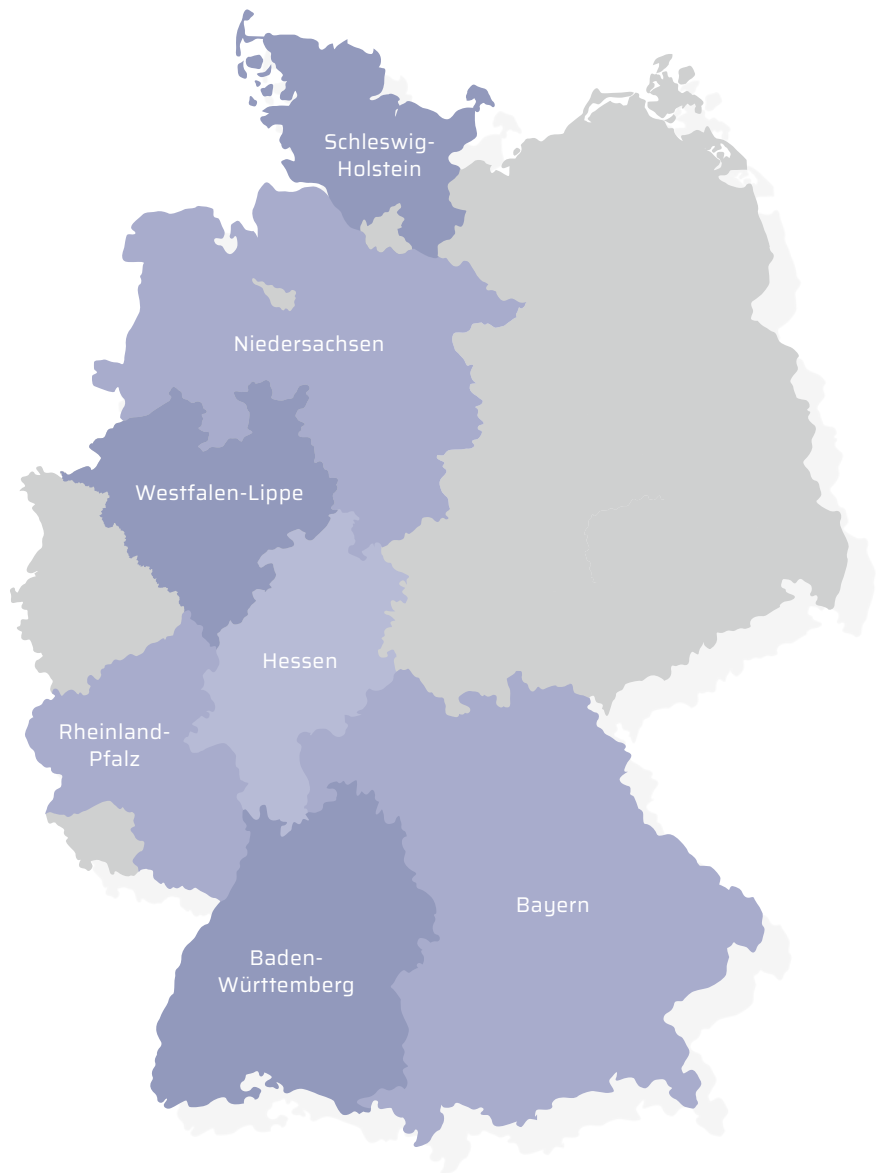 Schleswig-
Holstein
Niedersachsen
Westfalen-Lippe
Hessen
Rheinland-
Pfalz
Bayern
Baden-
Württemberg